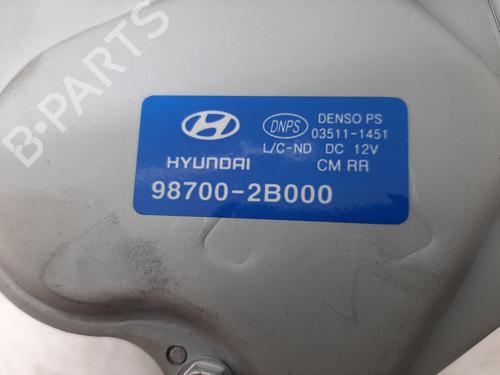 DNPS DENSO PS
03511-1451
L/C-ND DC 12V
HYUNDAI CM RR
98700-2B000
B-PARTS